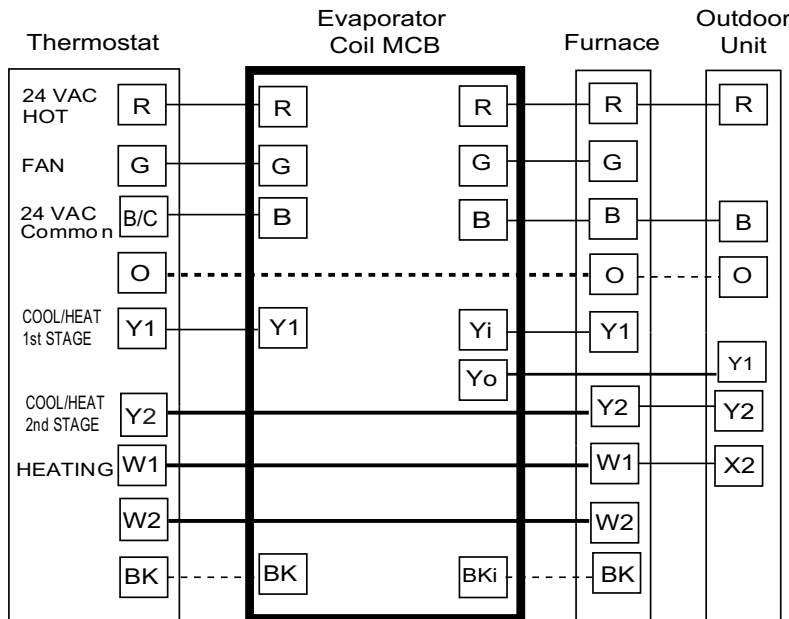 Thermostat
Evaporator
Coil MCB
Furnace
Outdoor
Unit
24 VAC
HOT
R
R
R
R
R
FAN
G
G
G
G
24 VAC
Common
B/C
B
B
B
B
O
O
O
COOL/HEAT
1st STAGE
Y1
Y1
Yi
Y1
Yo
Y1
COOL/HEAT
2nd STAGE
Y2
Y2
Y2
HEATING
W1
W1
X2
W2
W2
BK
BK
BKi
BK